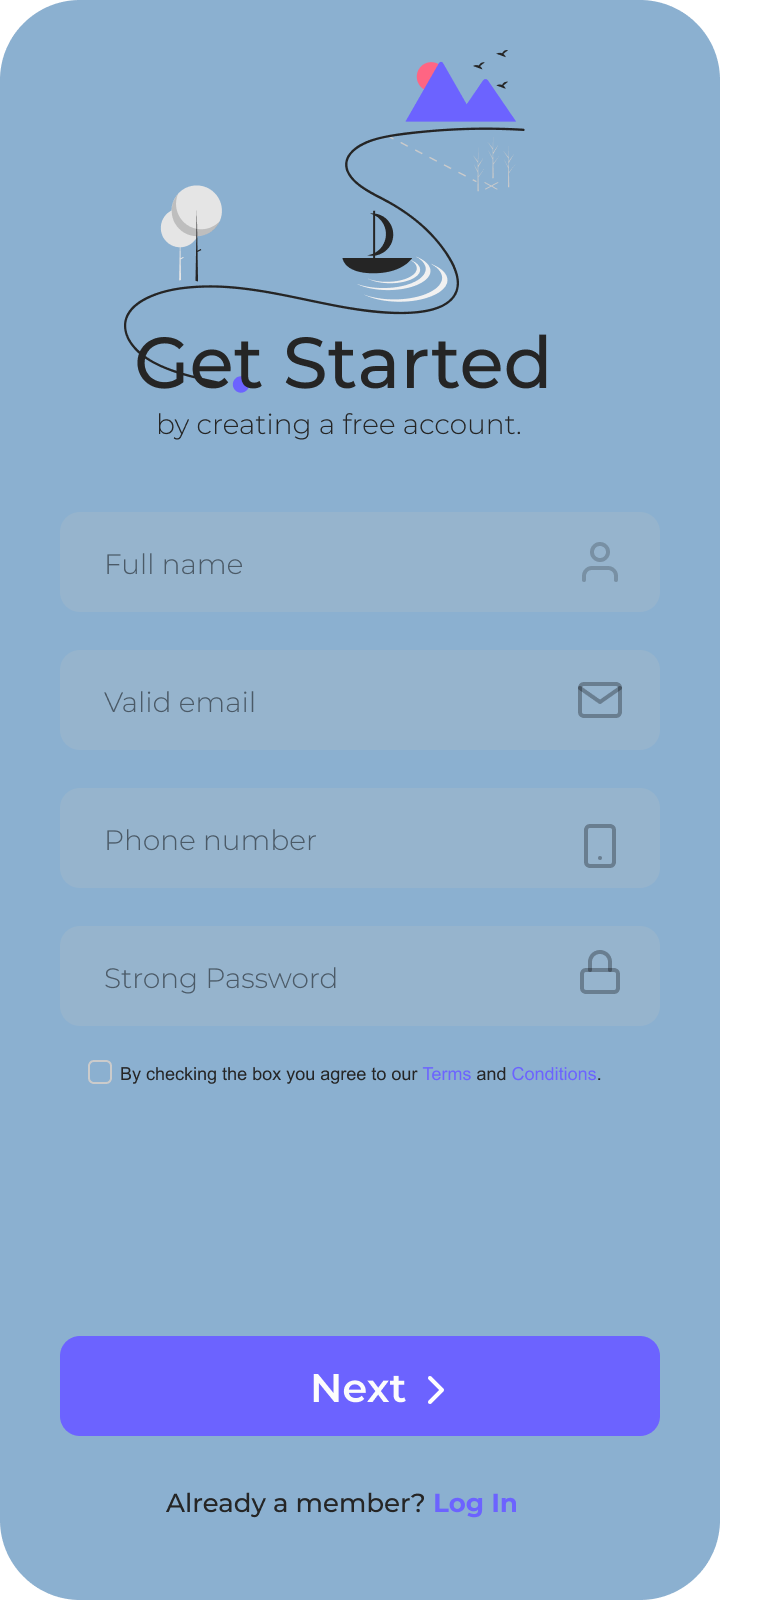 Get Started
by creating a free account.
Full name
Valid email
Phone number
Strong Password
By checking the box you agree to our Terms and Conditions.
Next
Already a member? Log In